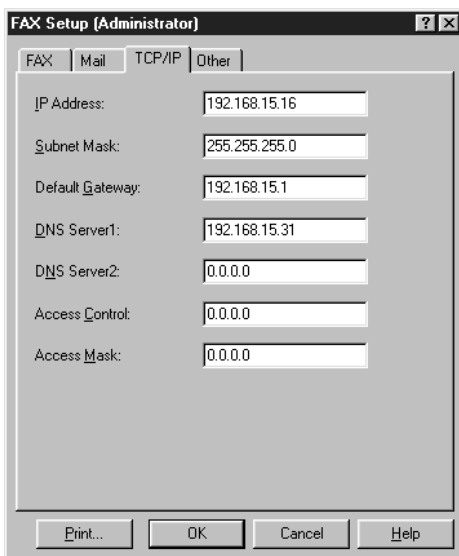 FAX Setup (Administrator) ? X
FAX Mail TCP/IP Other
IP Address: 192.168.15.16
Subnet Mask: 255.255.255.0
Default Gateway: 192.168.15.1
DNS Server1: 192.168.15.31
DNS Server2: 0.0.0.0
Access Control: 0.0.0.0
Access Mask: 0.0.0.0
Print... OK Cancel Help